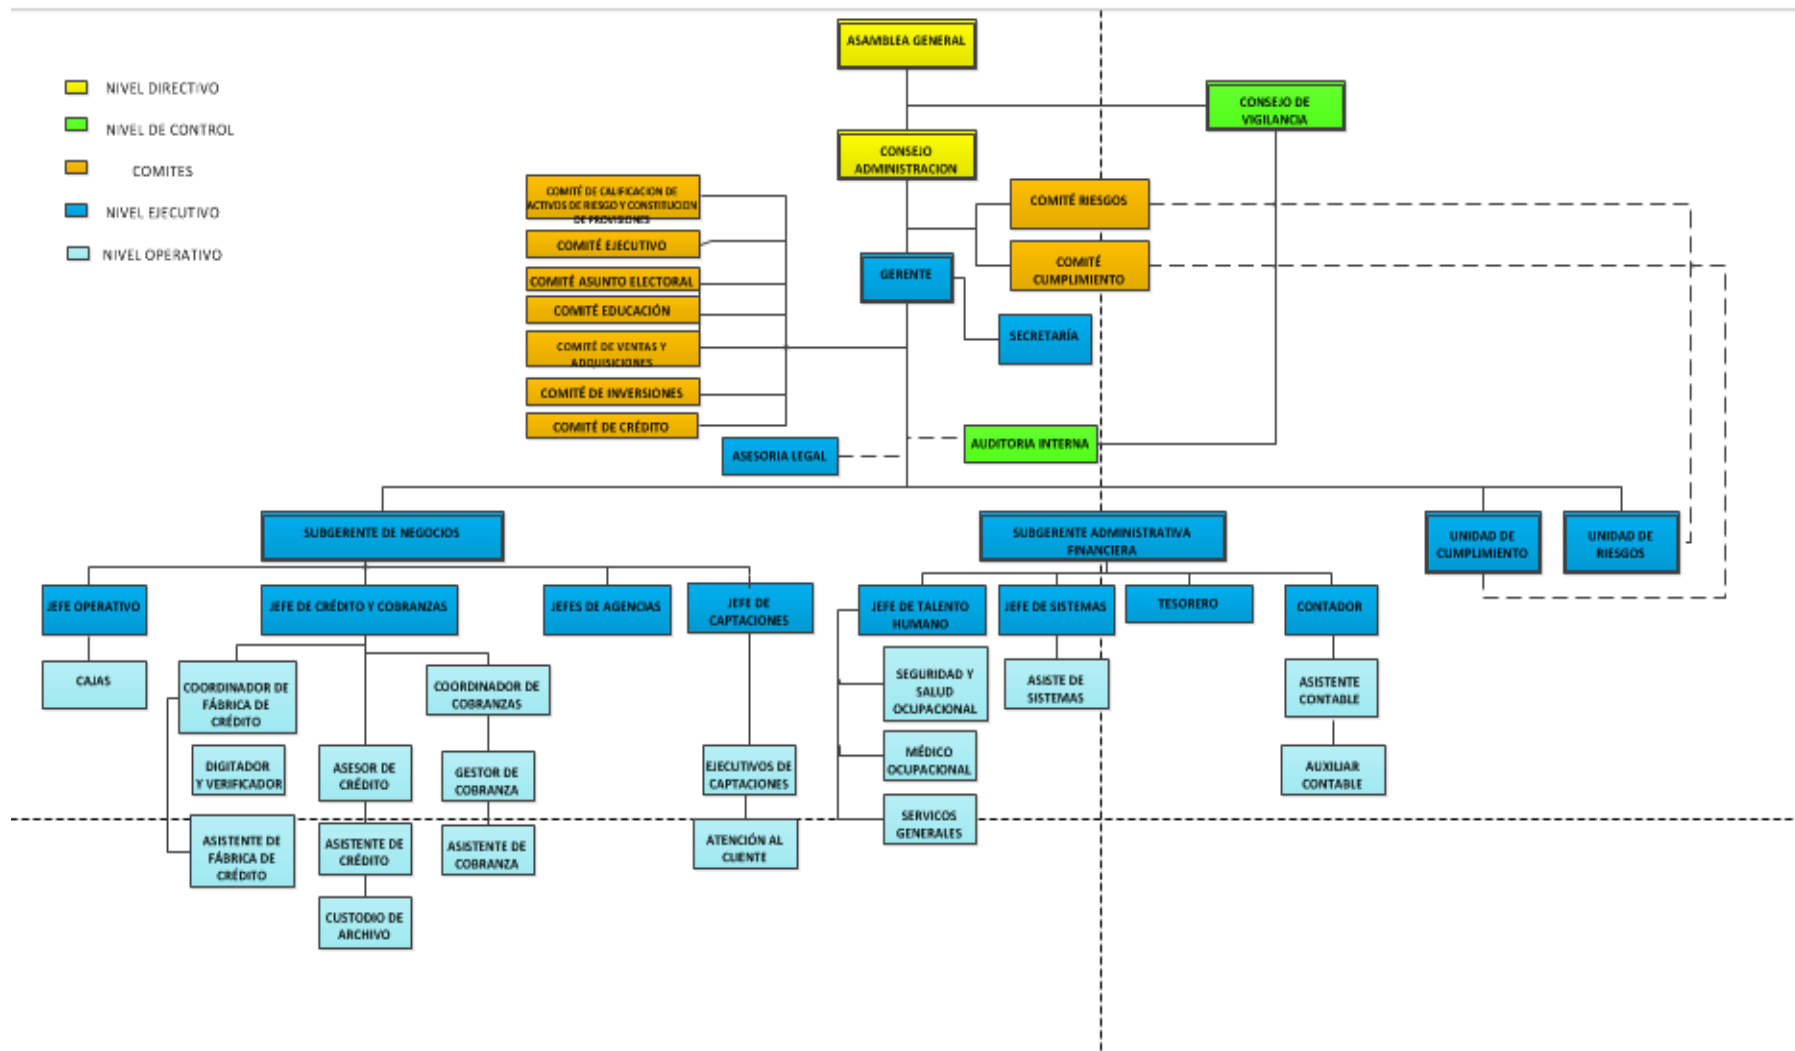 ASAMBLEA GENERAL
NIVEL DIRECTIVO
NIVEL DE CONTROL
COMITES
NIVEL EJECUTIVO
NIVEL OPERATIVO
CONSEJO DE
VIGILANCIA
CONSEJO
ADMINISTRACION
COMITÉ DE CALIFICACION DE
ACTIVOS DE RIESGO Y CONSTITUCION
DE PROVISIONES
COMITÉ EJECUTIVO
COMITÉ ASUNTO ELECTORAL
COMITÉ EDUCACIÓN
COMITÉ DE VENTAS Y
ADQUISICIONES
COMITÉ DE INVERSIONES
COMITÉ DE CRÉDITO
COMITÉ RIESGOS
COMITÉ
CUMPLIMIENTO
GERENTE
SECRETARÍA
AUDITORIA INTERNA
ASESORIA LEGAL
SUBGERENTE DE NEGOCIOS
SUBGERENTE ADMINISTRATIVA
FINANCIERA
UNIDAD DE
CUMPLIMIENTO
UNIDAD DE
RIESGOS
JEFE OPERATIVO
JEFE DE CRÉDITO Y COBRANZAS
JEFES DE AGENCIAS
JEFE DE
CAPTACIONES
JEFE DE TALENTO
HUMANO
JEFE DE SISTEMAS
TESORERO
CONTADOR
CAJAS
COORDINADOR DE
FÁBRICA DE
CRÉDITO
COORDINADOR DE
COBRANZAS
SEGURIDAD Y
SALUD
OCUPACIONAL
ASISTE DE
SISTEMAS
ASISTENTE
CONTABLE
DIGITADOR
Y VERIFICADOR
ASESOR DE
CRÉDITO
GESTOR DE
COBRANZA
EJECUTIVOS DE
CAPTACIONES
MÉDICO
OCUPACIONAL
AUXILIAR
CONTABLE
ASISTENTE DE
FÁBRICA DE
CRÉDITO
ASISTENTE DE
CRÉDITO
ASISTENTE DE
COBRANZA
ATENCIÓN AL
CLIENTE
SERVICOS
GENERALES
CUSTODIO DE
ARCHIVO